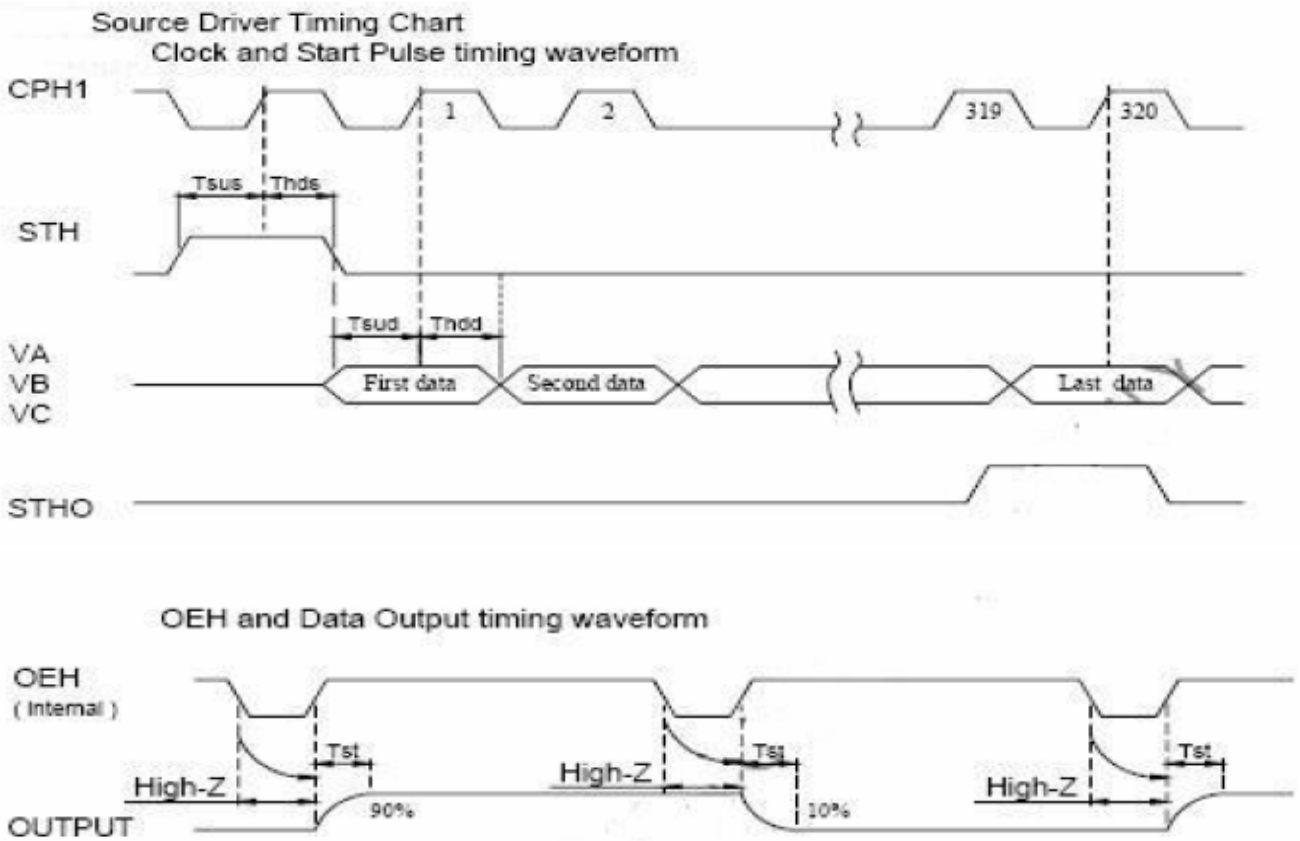 Source Driver Timing Chart
Clock and Start Pulse timing waveform
CPH1
1
2
319
320
Tsus
Thds
STH
Tsud
Thdd
VA
VB
VC
First data
Second data
Last data
STHO
OEH and Data Output timing waveform
OEH
( Internal )
Tst
Tst
Tst
High-Z
High-Z
High-Z
90%
10%
OUTPUT